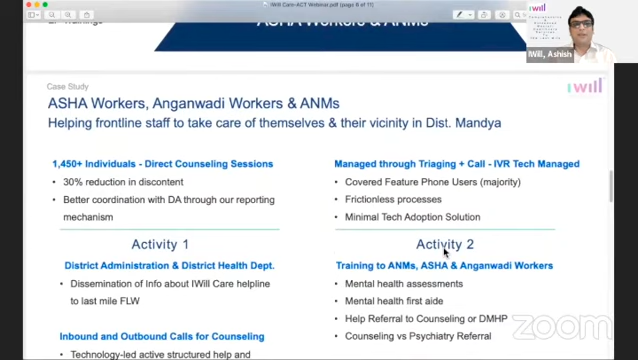 iWill Care-ACT Webinar.pdf (page 8 of 11)
ASHA Workers & ANMs
iwill
IWill, Ashish
Case Study
iwill
ASHA Workers, Anganwadi Workers & ANMs
Helping frontline staff to take care of themselves & their vicinity in Dist. Mandya
1,450+ Individuals - Direct Counseling Sessions
• 30% reduction in discontent
• Better coordination with DA through our reporting
mechanism
Managed through Triaging + Call - IVR Tech Managed
• Covered Feature Phone Users (majority)
• Frictionless processes
• Minimal Tech Adoption Solution
Activity 1
District Administration & District Health Dept.
• Dissemination of Info about IWill Care helpline
to last mile FLW
Inbound and Outbound Calls for Counseling
• Technology-led active structured help and
Activity 2
Training to ANMs, ASHA & Anganwadi Workers
• Mental health assessments
• Mental health first aide
• Help Referral to Counseling or DMHP
• Counseling vs Psychiatry Referral
zoom